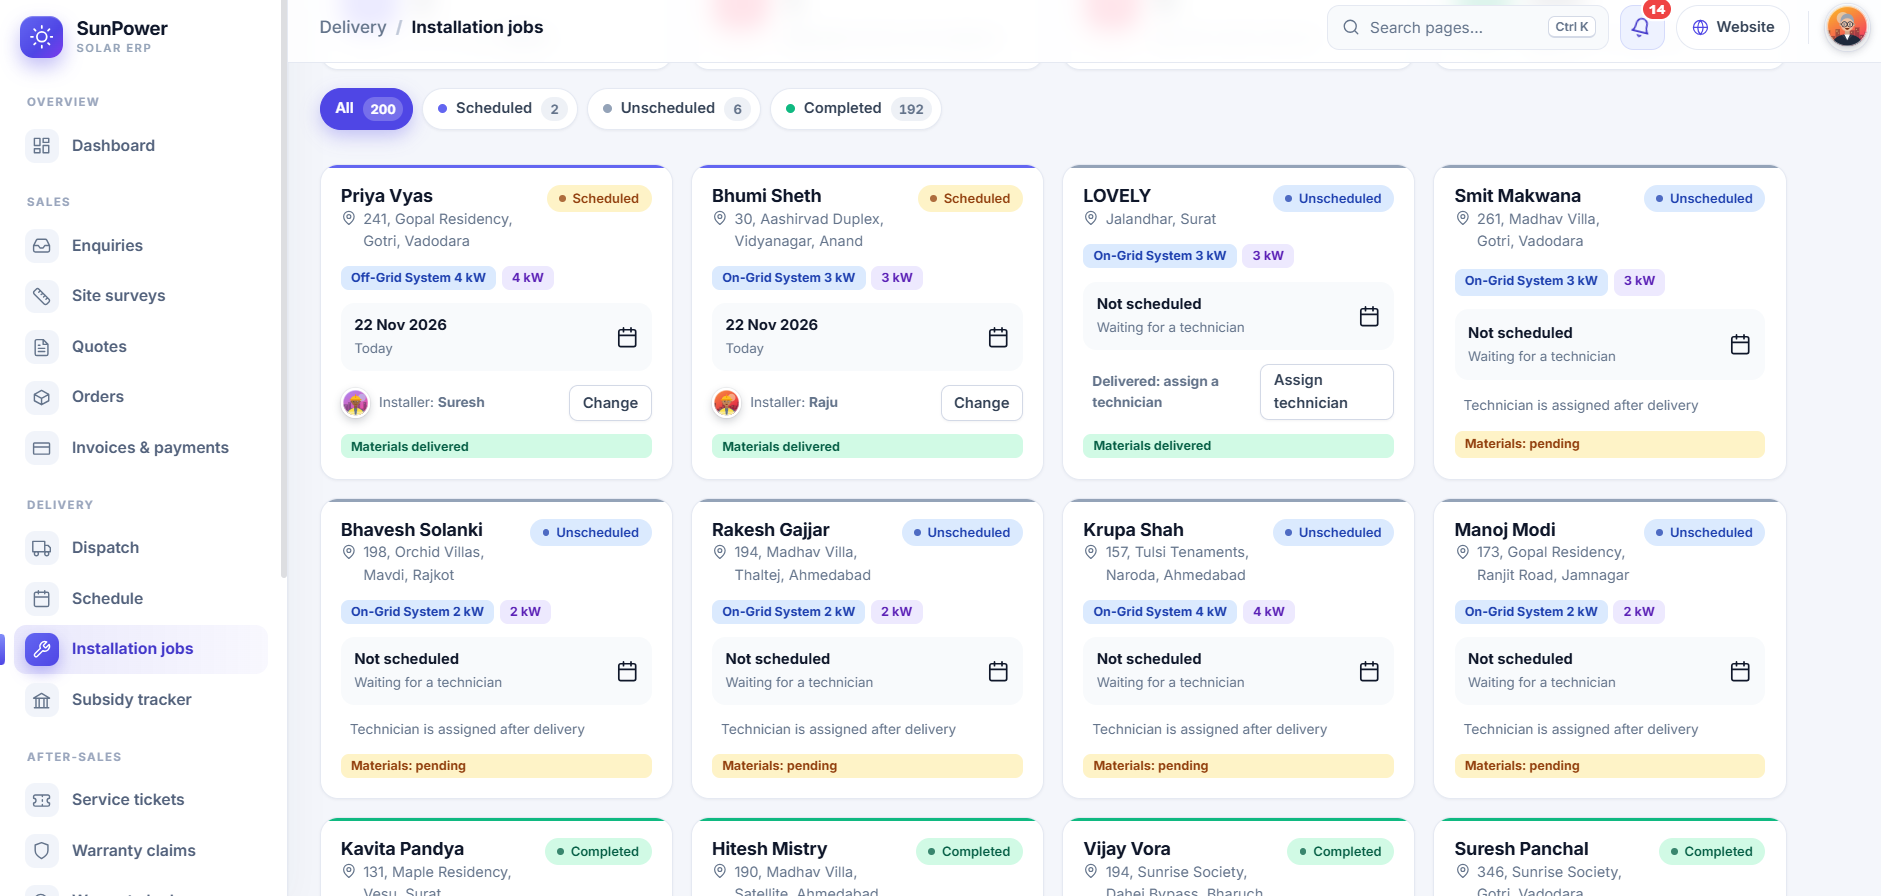 SunPower
SOLAR ERP
OVERVIEW
Dashboard
SALES
Enquiries
Site surveys
Quotes
Orders
Invoices & payments
DELIVERY
Dispatch
Schedule
Installation jobs
Subsidy tracker
AFTER-SALES
Service tickets
Warranty claims
Delivery / Installation jobs
Search pages...
Ctrl K
14
Website
All 200
Scheduled 2
Unscheduled 6
Completed 192
Priya Vyas
Scheduled
241, Gopal Residency,
Gotri, Vadodara
Off-Grid System 4 kW
4 kW
22 Nov 2026
Today
Installer: Suresh
Change
Materials delivered
Bhumi Sheth
Scheduled
30, Aashirvad Duplex,
Vidyanagar, Anand
On-Grid System 3 kW
3 kW
22 Nov 2026
Today
Installer: Raju
Change
Materials delivered
LOVELY
Unscheduled
Jalandhar, Surat
On-Grid System 3 kW
3 kW
Not scheduled
Waiting for a technician
Delivered: assign a
technician
Assign
technician
Materials delivered
Smit Makwana
Unscheduled
261, Madhav Villa,
Gotri, Vadodara
On-Grid System 3 kW
3 kW
Not scheduled
Waiting for a technician
Technician is assigned after delivery
Materials: pending
Bhavesh Solanki
Unscheduled
198, Orchid Villas,
Mavdi, Rajkot
On-Grid System 2 kW
2 kW
Not scheduled
Waiting for a technician
Technician is assigned after delivery
Materials: pending
Rakesh Gajjar
Unscheduled
194, Madhav Villa,
Thaltej, Ahmedabad
On-Grid System 2 kW
2 kW
Not scheduled
Waiting for a technician
Technician is assigned after delivery
Materials: pending
Krupa Shah
Unscheduled
157, Tulsi Tenaments,
Naroda, Ahmedabad
On-Grid System 4 kW
4 kW
Not scheduled
Waiting for a technician
Technician is assigned after delivery
Materials: pending
Manoj Modi
Unscheduled
173, Gopal Residency,
Ranjit Road, Jamnagar
On-Grid System 2 kW
2 kW
Not scheduled
Waiting for a technician
Technician is assigned after delivery
Materials: pending
Kavita Pandya
Completed
131, Maple Residency,
Vesu, Surat
Hitesh Mistry
Completed
190, Madhav Villa,
Satellite, Ahmedabad
Vijay Vora
Completed
194, Sunrise Society,
Dahej Bypass, Bharuch
Suresh Panchal
Completed
346, Sunrise Society,
Gotri, Vadodara